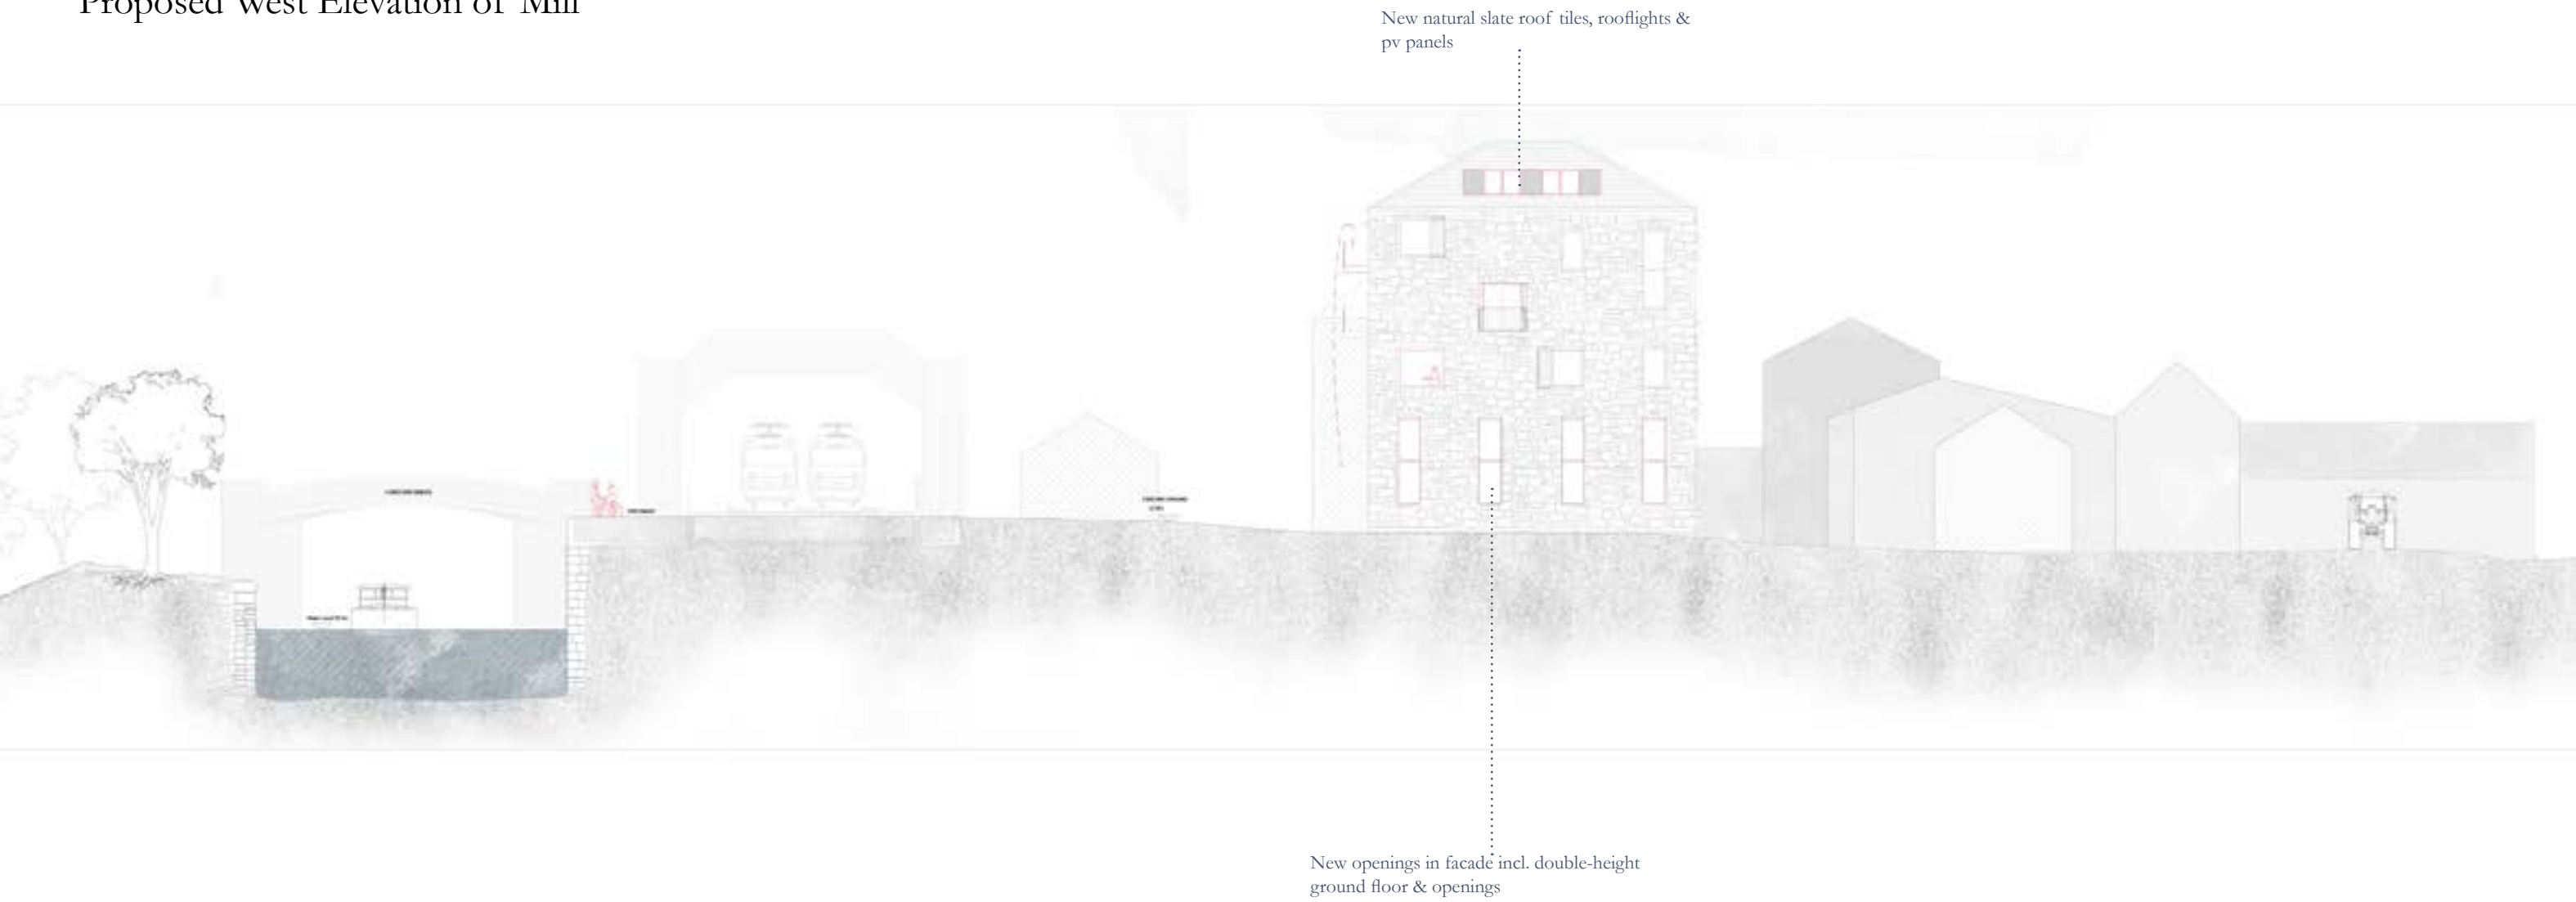 Proposed West Elevation of Mill
New natural slate roof tiles, rooflights &
pv panels
New openings in facade incl. double-height
ground floor & openings